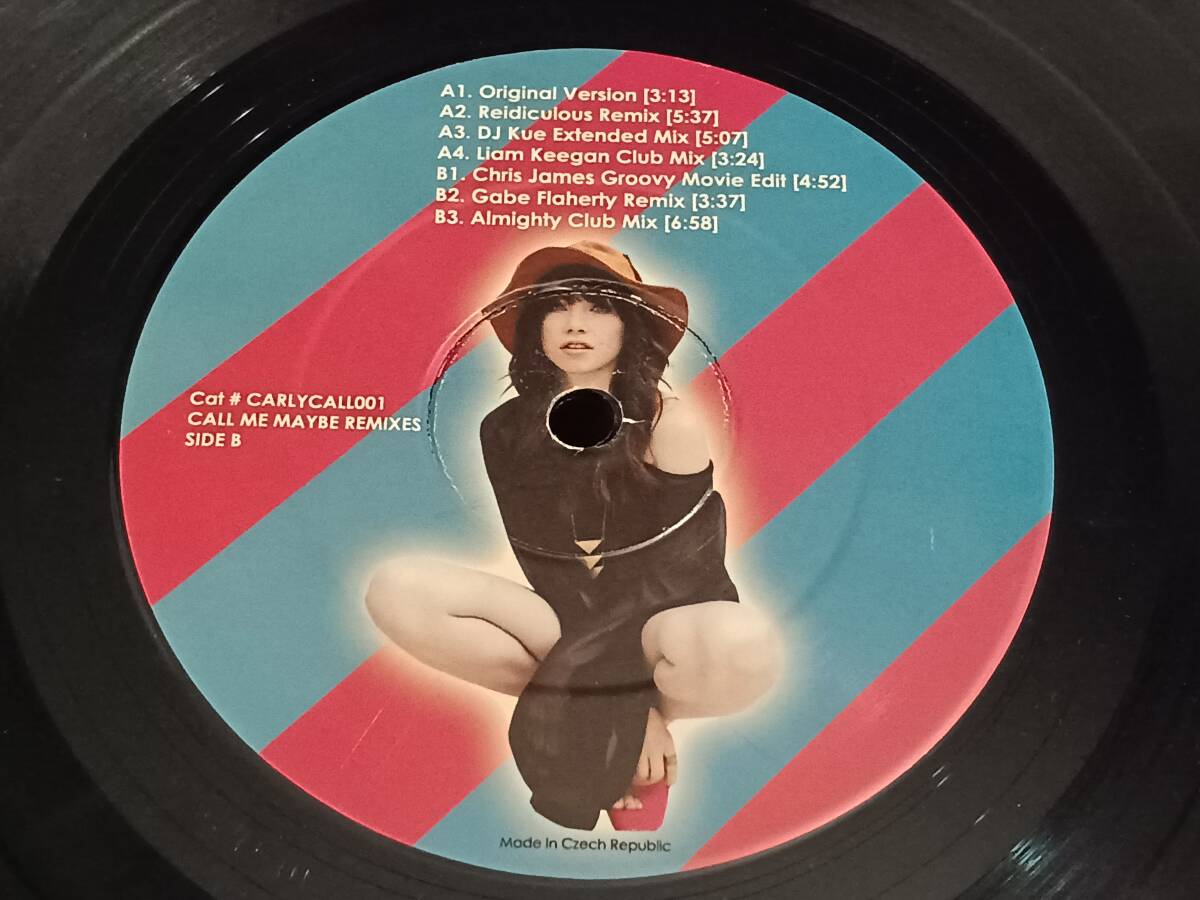 A1. Original Version [3:13]
A2. Reidiculous Remix [5:37]
A3. DJ Kue Extended Mix [5:07]
A4. Liam Keegan Club Mix [3:24]
B1. Chris James Groovy Movie Edit [4:52]
B2. Gabe Flaherty Remix [3:37]
B3. Almighty Club Mix [6:58]
Cat # CARLYCALL001
CALL ME MAYBE REMIXES
SIDE B
Made In Czech Republic